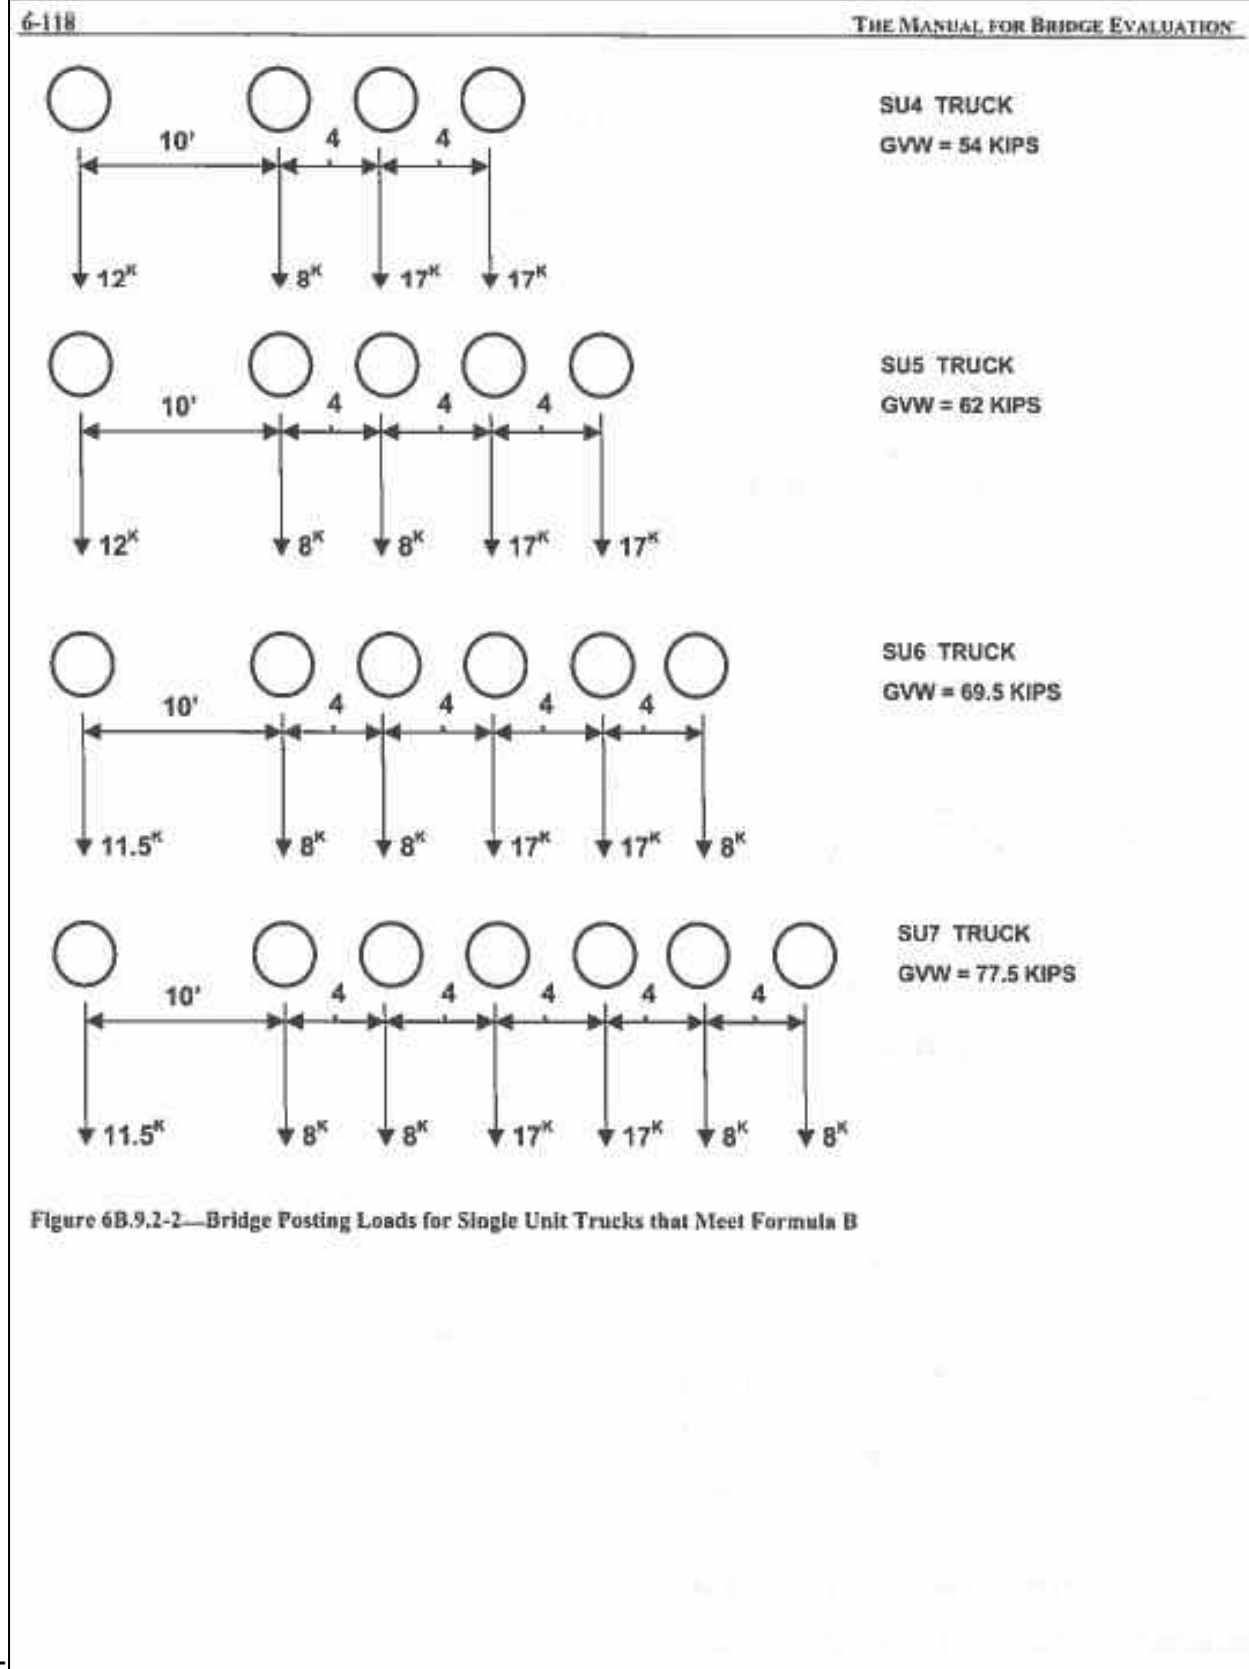 6-118 THE MANUAL FOR BRIDGE EVALUATION
SU4 TRUCK
GVW = 54 KIPS
10' 4 4
12K 8K 17K 17K
SU5 TRUCK
GVW = 62 KIPS
10' 4 4 4
12K 8K 8K 17K 17K
SU6 TRUCK
GVW = 69.5 KIPS
10' 4 4 4 4
11.5K 8K 8K 17K 17K 8K
SU7 TRUCK
GVW = 77.5 KIPS
10' 4 4 4 4 4
11.5K 8K 8K 17K 17K 8K 8K
Figure 6B.9.2-2—Bridge Posting Loads for Single Unit Trucks that Meet Formula B